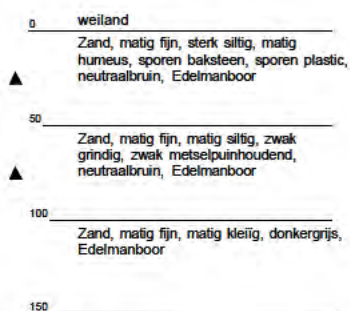 0 weiland
Zand, matig fijn, sterk siltig, matig
humeus, sporen baksteen, sporen plastic,
neutraalbruin, Edelmanboor
50
Zand, matig fijn, matig siltig, zwak
grindig, zwak metselpuinhoudend,
neutraalbruin, Edelmanboor
100
Zand, matig fijn, matig kleiïg, donkergrijs,
Edelmanboor
150